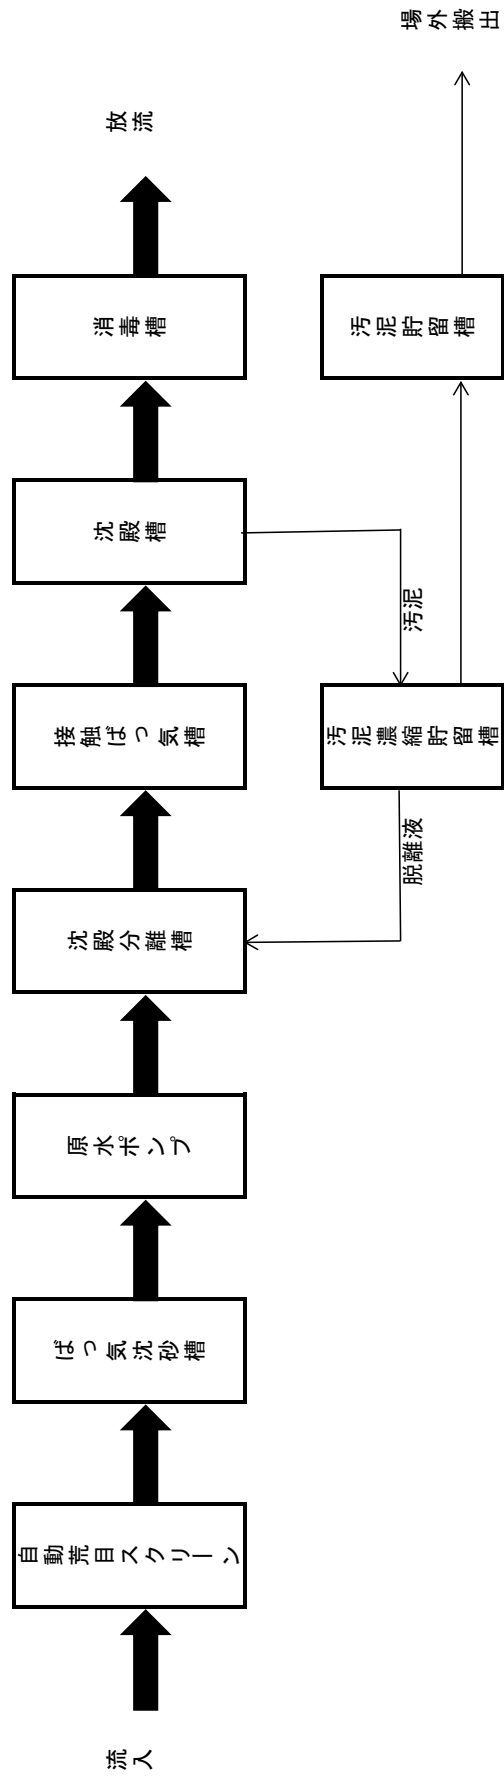 流入
自動荒目スクリーン
ばっ気沈砂槽
原水ポンプ
沈殿分離槽
接触ばっ気槽
沈殿槽
消毒槽
放流
脱離液
汚泥
汚泥濃縮貯留槽
汚泥貯留槽
場外搬出